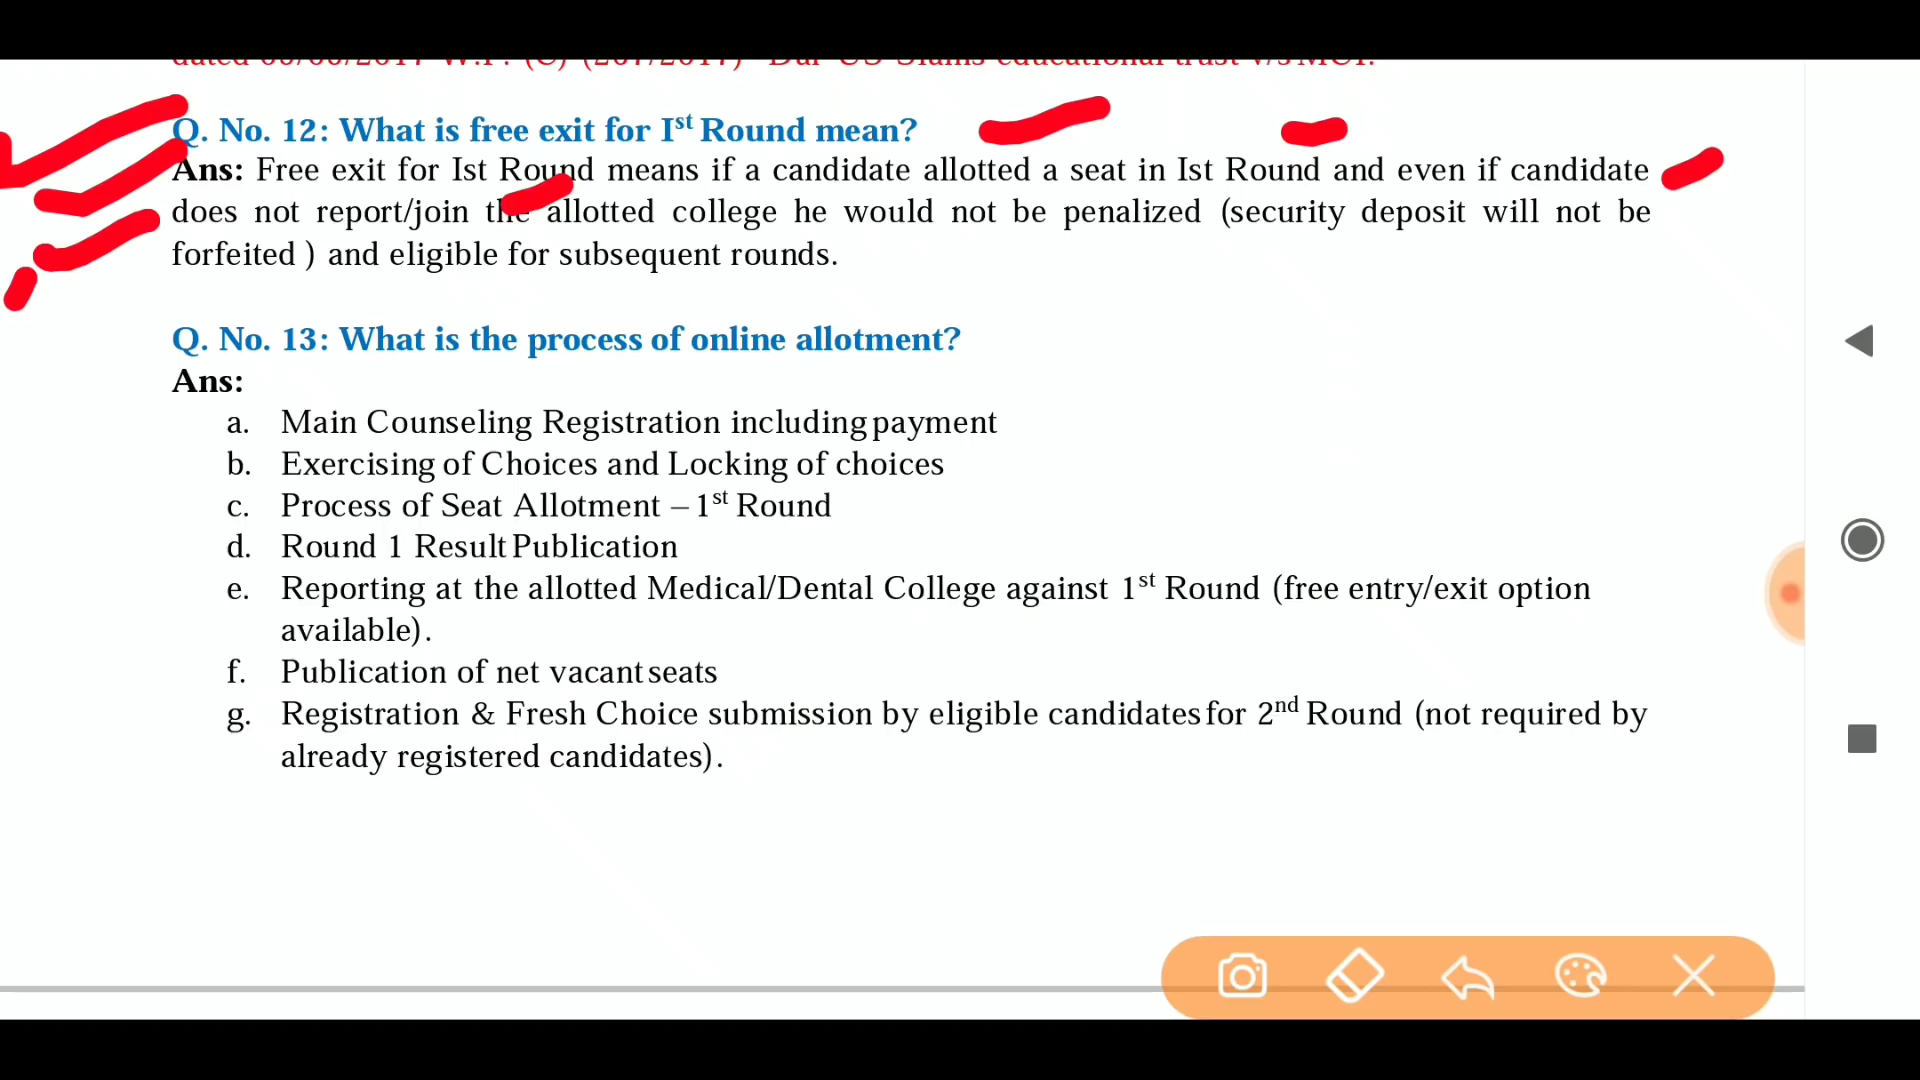 Q. No. 12: What is free exit for Ist Round mean?
Ans: Free exit for Ist Round means if a candidate allotted a seat in Ist Round and even if candidate
does not report/join the allotted college he would not be penalized (security deposit will not be
forfeited ) and eligible for subsequent rounds.
Q. No. 13: What is the process of online allotment?
Ans:
a. Main Counseling Registration including payment
b. Exercising of Choices and Locking of choices
c. Process of Seat Allotment – 1st Round
d. Round 1 Result Publication
e. Reporting at the allotted Medical/Dental College against 1st Round (free entry/exit option
available).
f. Publication of net vacant seats
g. Registration & Fresh Choice submission by eligible candidates for 2nd Round (not required by
already registered candidates).